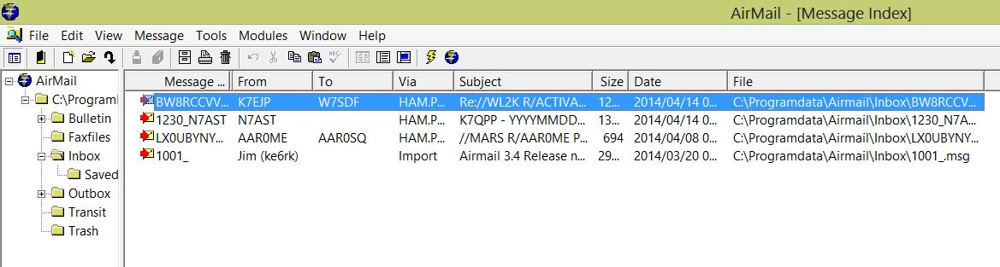 AirMail - [Message Index]
File Edit View Message Tools Modules Window Help
AirMail
C:\Programl
Bulletin
Faxfiles
Inbox
Saved
Outbox
Transit
Trash
Message ... From To Via Subject Size Date File
BW8RCCVV... K7EJP W7SDF HAM.P... Re://WL2K R/ACTIVA... 12... 2014/04/14 0... C:\Programdata\Airmail\Inbox\BW8RCCV...
1230_N7AST N7AST HAM.P... K7QPP - YYYYMMDD... 13... 2014/04/14 0... C:\Programdata\Airmail\Inbox\1230_N7A...
LX0UBYNY... AAR0ME AAR0SQ HAM.P... //MARS R/AAR0ME P... 694 2014/04/08 0... C:\Programdata\Airmail\Inbox\LX0UBYNY...
1001_ Jim (ke6rk) Import Airmail 3.4 Release n... 29... 2014/03/20 0... C:\Programdata\Airmail\Inbox\1001_.msg